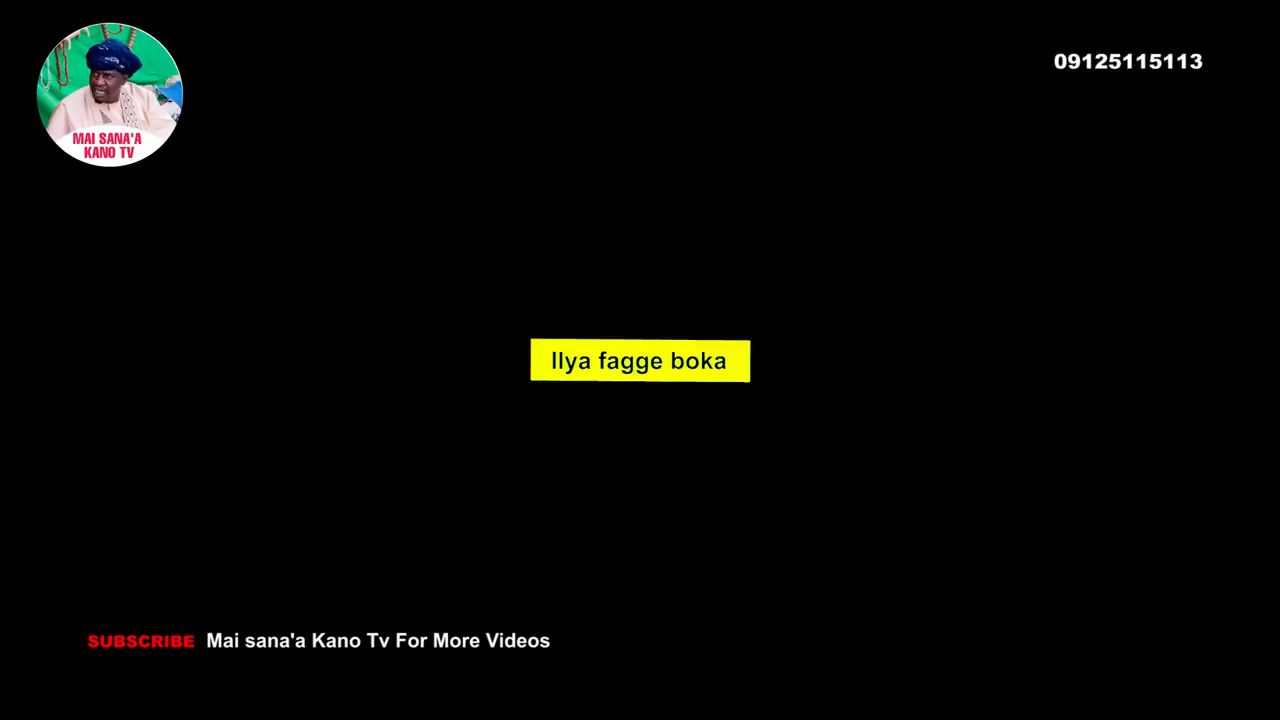 MAI SANA'A
KANO TV
09125115113
Ilya fagge boka
SUBSCRIBE Mai sana'a Kano Tv For More Videos